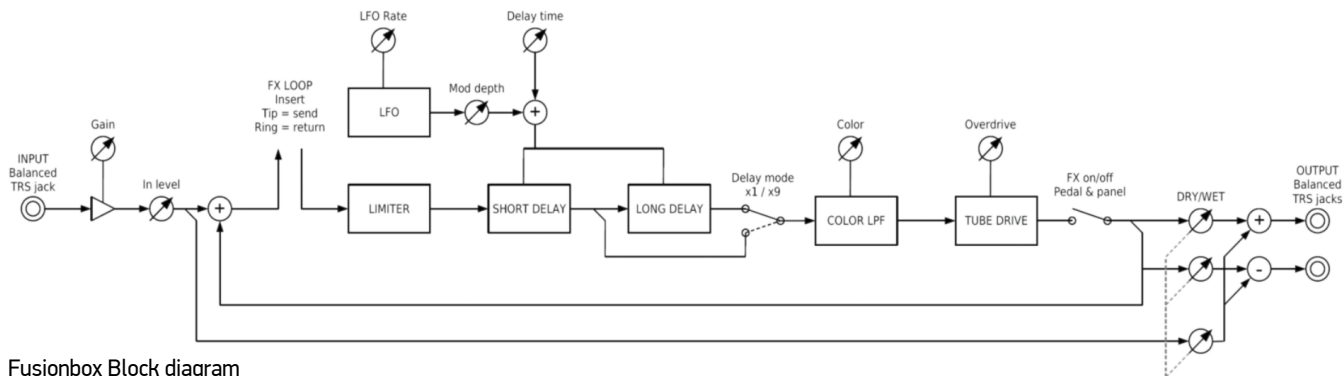 LFO Rate
Delay time
FX LOOP
Insert
Tip = send
Ring = return
LFO
Mod depth
+
Gain
INPUT
Balanced
TRS jack
In level
+
LIMITER
SHORT DELAY
LONG DELAY
Delay mode
x1 / x9
Color
COLOR LPF
Overdrive
TUBE DRIVE
FX on/off
Pedal & panel
DRY/WET
OUTPUT
Balanced
TRS jacks
+
-
Fusionbox Block diagram